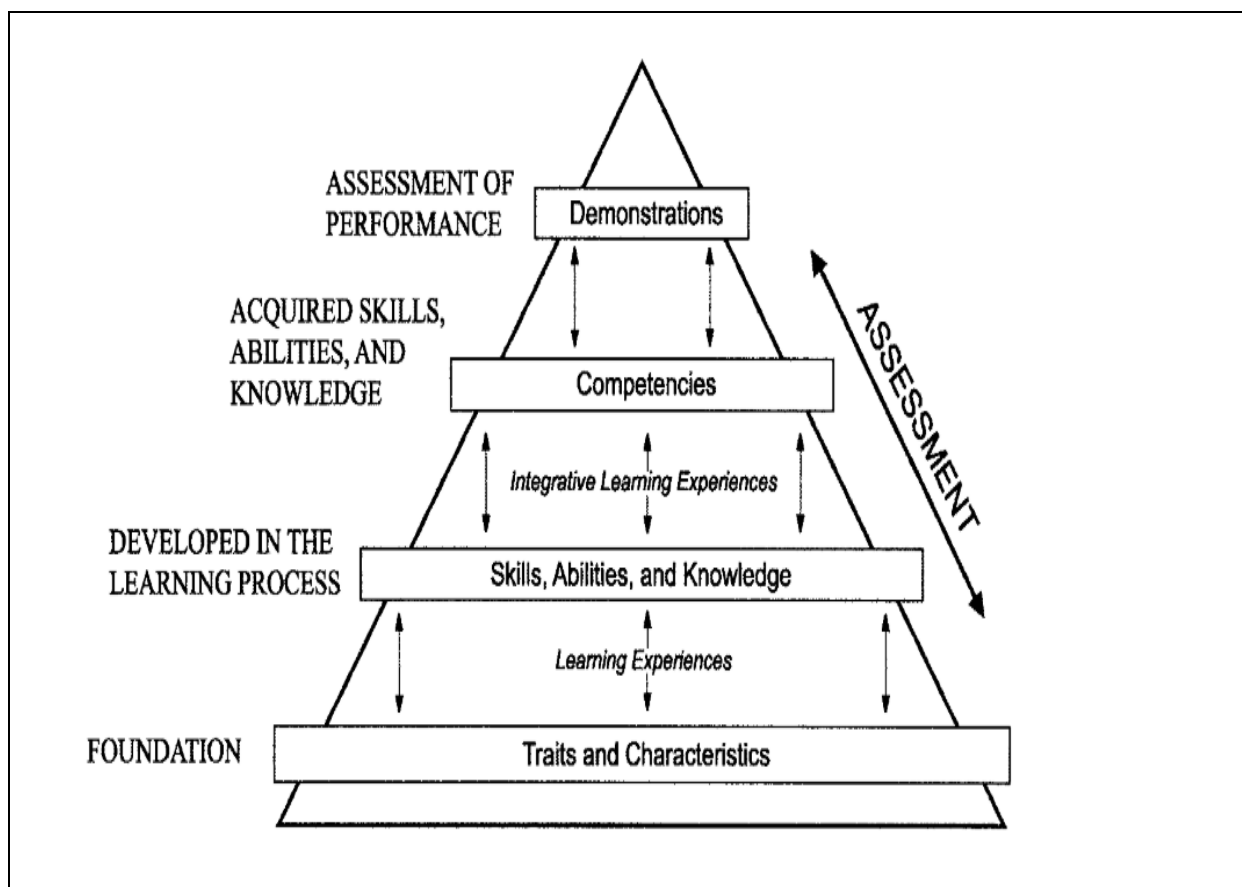 ASSESSMENT OF
PERFORMANCE
Demonstrations
ACQUIRED SKILLS,
ABILITIES, AND
KNOWLEDGE
Competencies
ASSESSMENT
Integrative Learning Experiences
DEVELOPED IN THE
LEARNING PROCESS
Skills, Abilities, and Knowledge
Learning Experiences
FOUNDATION
Traits and Characteristics